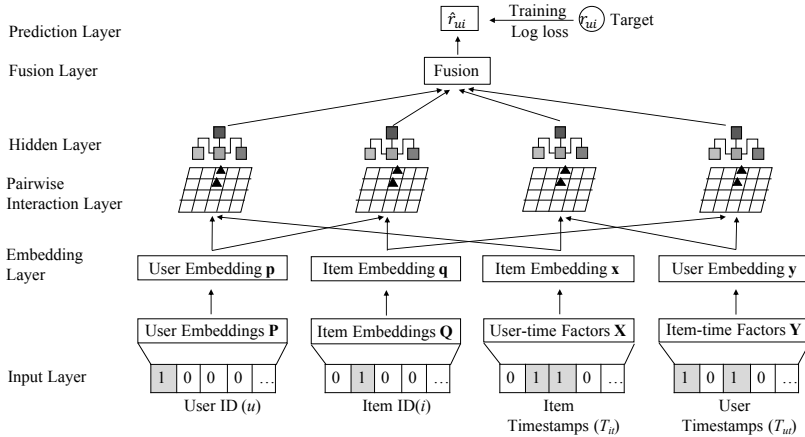 Prediction Layer
r̂ui
Training
Log loss
rui Target
Fusion Layer
Fusion
Hidden Layer
Pairwise
Interaction Layer
Embedding
Layer
User Embedding p
Item Embedding q
Item Embedding x
User Embedding y
User Embeddings P
Item Embeddings Q
User-time Factors X
Item-time Factors Y
Input Layer
1 0 0 0 ...
0 1 0 0 ...
0 1 1 0 ...
1 0 1 0 ...
User ID (u)
Item ID(i)
Item
Timestamps (Tit)
User
Timestamps (Tut)